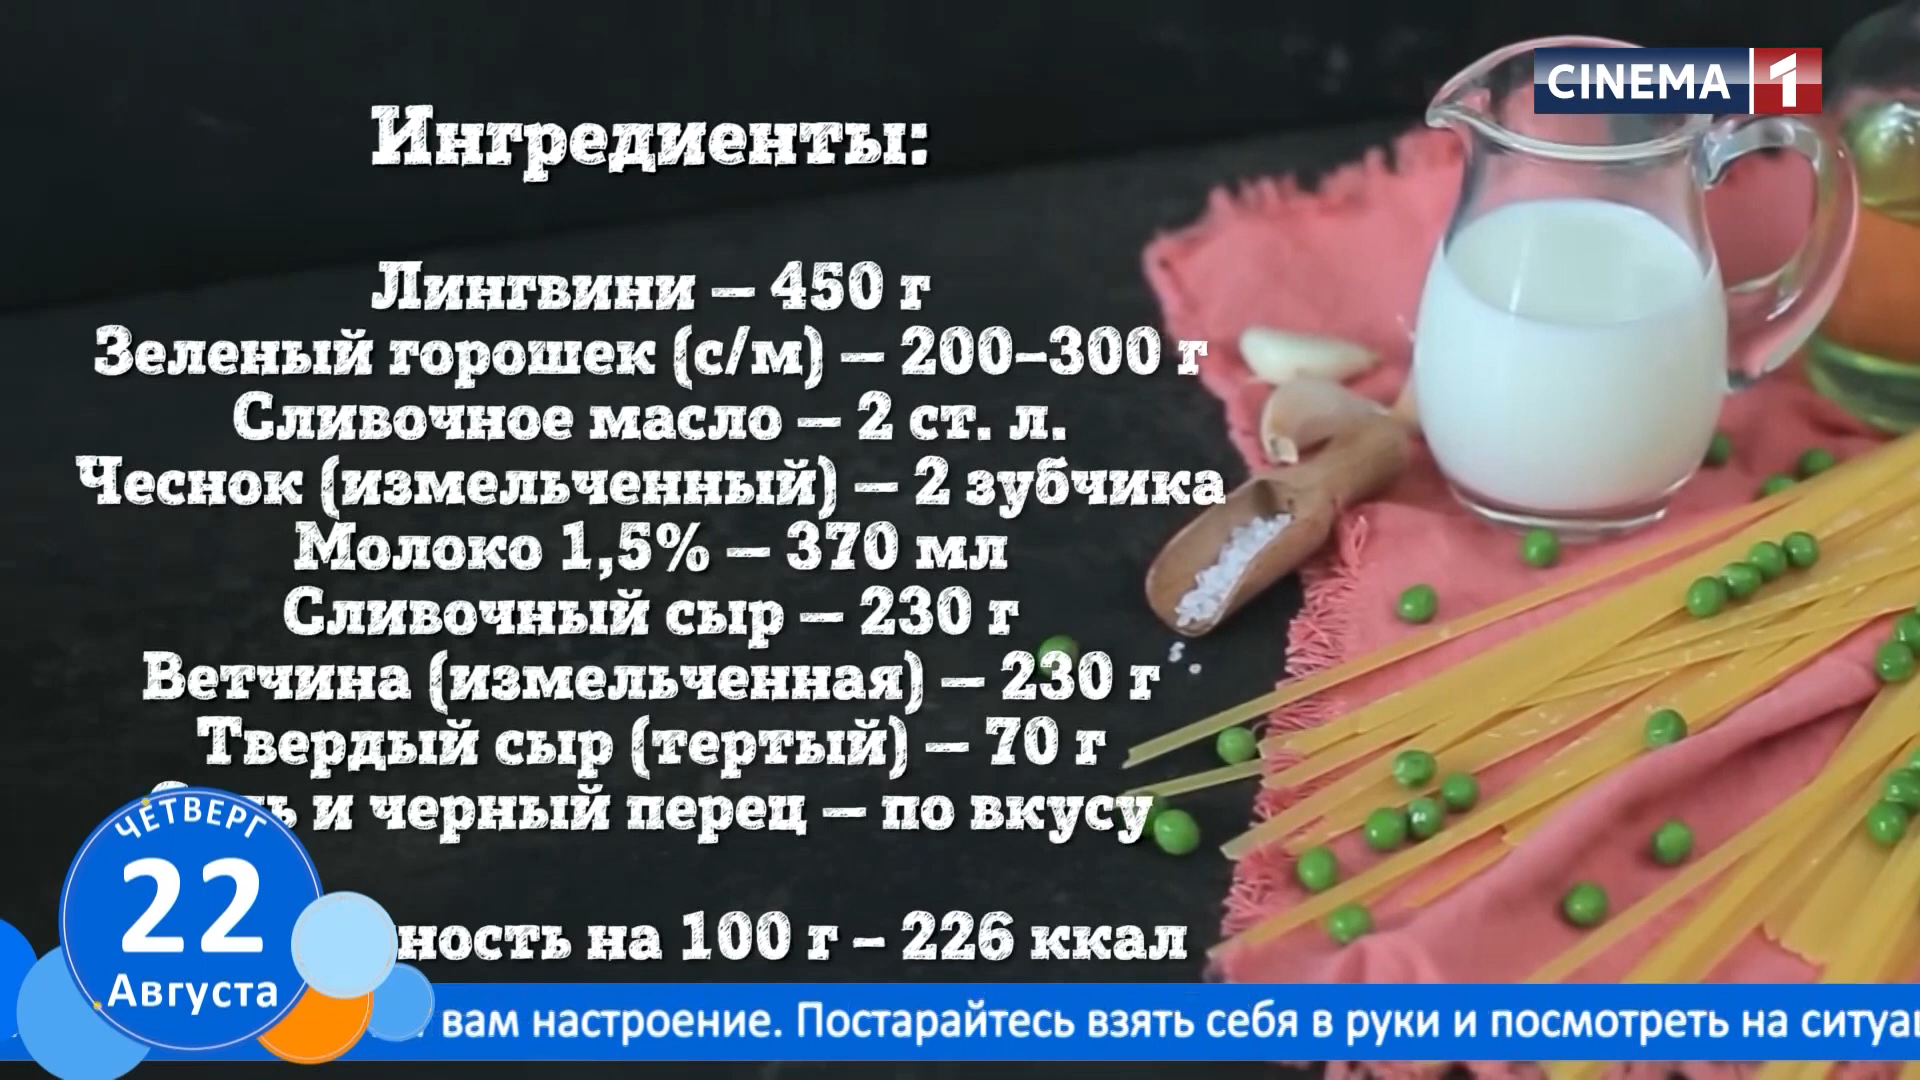 CINEMA 1
Ингредиенты:
Лингвини – 450 г
Зеленый горошек (с/м) – 200–300 г
Сливочное масло – 2 ст. л.
Чеснок (измельченный) – 2 зубчика
Молоко 1,5% – 370 мл
Сливочный сыр – 230 г
Ветчина (измельченная) – 230 г
Твердый сыр (тертый) – 70 г
и черный перец – по вкусу
на 100 г – 226 ккал
ЧЕТВЕРГ
22
Августа
вам настроение. Постарайтесь взять себя в руки и посмотреть на